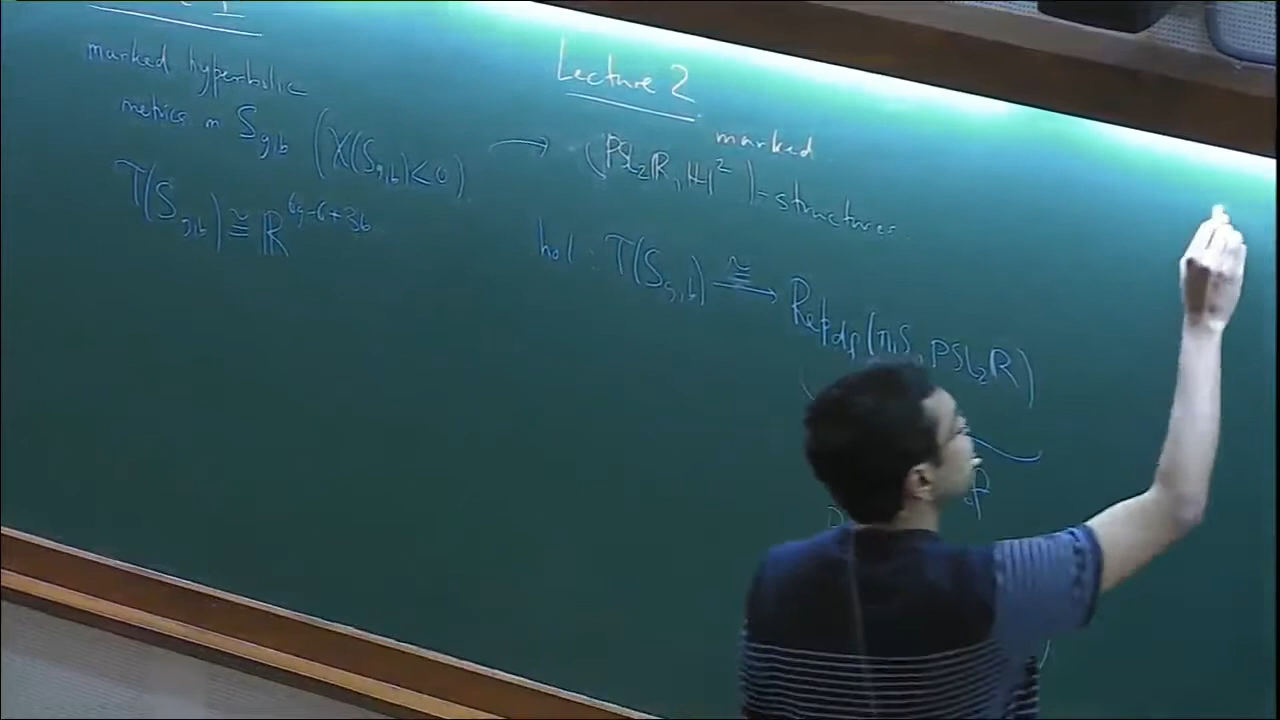 1
marked hyperbolic
metrics on S_{g,b} (χ(S_{g,b})<0)
T(S_{g,b}) ≅ ℝ^{6g-6+3b}
Lecture 2
marked
→ (PSL₂ℝ, ℍ²)-structures
hol : T(S_{g,b}) ≅→ Rep_{df}(π₁S, PSL₂ℝ)